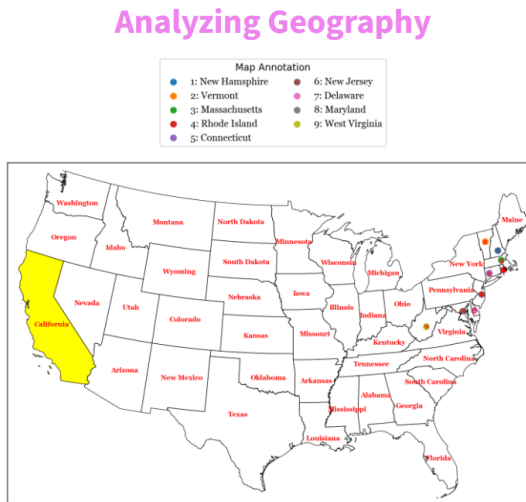 Analyzing Geography
Map Annotation
1: New Hamsphire
2: Vermont
3: Massachusetts
4: Rhode Island
5: Connecticut
6: New Jersey
7: Delaware
8: Maryland
9: West Virginia
Washington
Montana
North Dakota
Minnesota
Maine
Oregon
Idaho
Wyoming
South Dakota
Wisconsin
Michigan
New York
Nevada
Utah
Colorado
Nebraska
Iowa
Illinois
Indiana
Ohio
Pennsylvania
California
Kansas
Missouri
Kentucky
Virginia
Arizona
New Mexico
Oklahoma
Arkansas
Tennessee
North Carolina
Texas
Louisiana
Mississippi
Alabama
Georgia
South Carolina
Florida